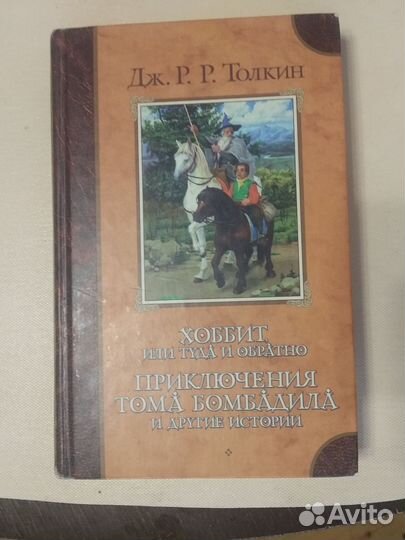 Дж. Р. Р. Толкин
ХОББИТ
ИЛИ ТУДА И ОБРАТНО
ПРИКЛЮЧЕНИЯ
ТОМА БОМБАДИЛА
И ДРУГИЕ ИСТОРИИ
Avito